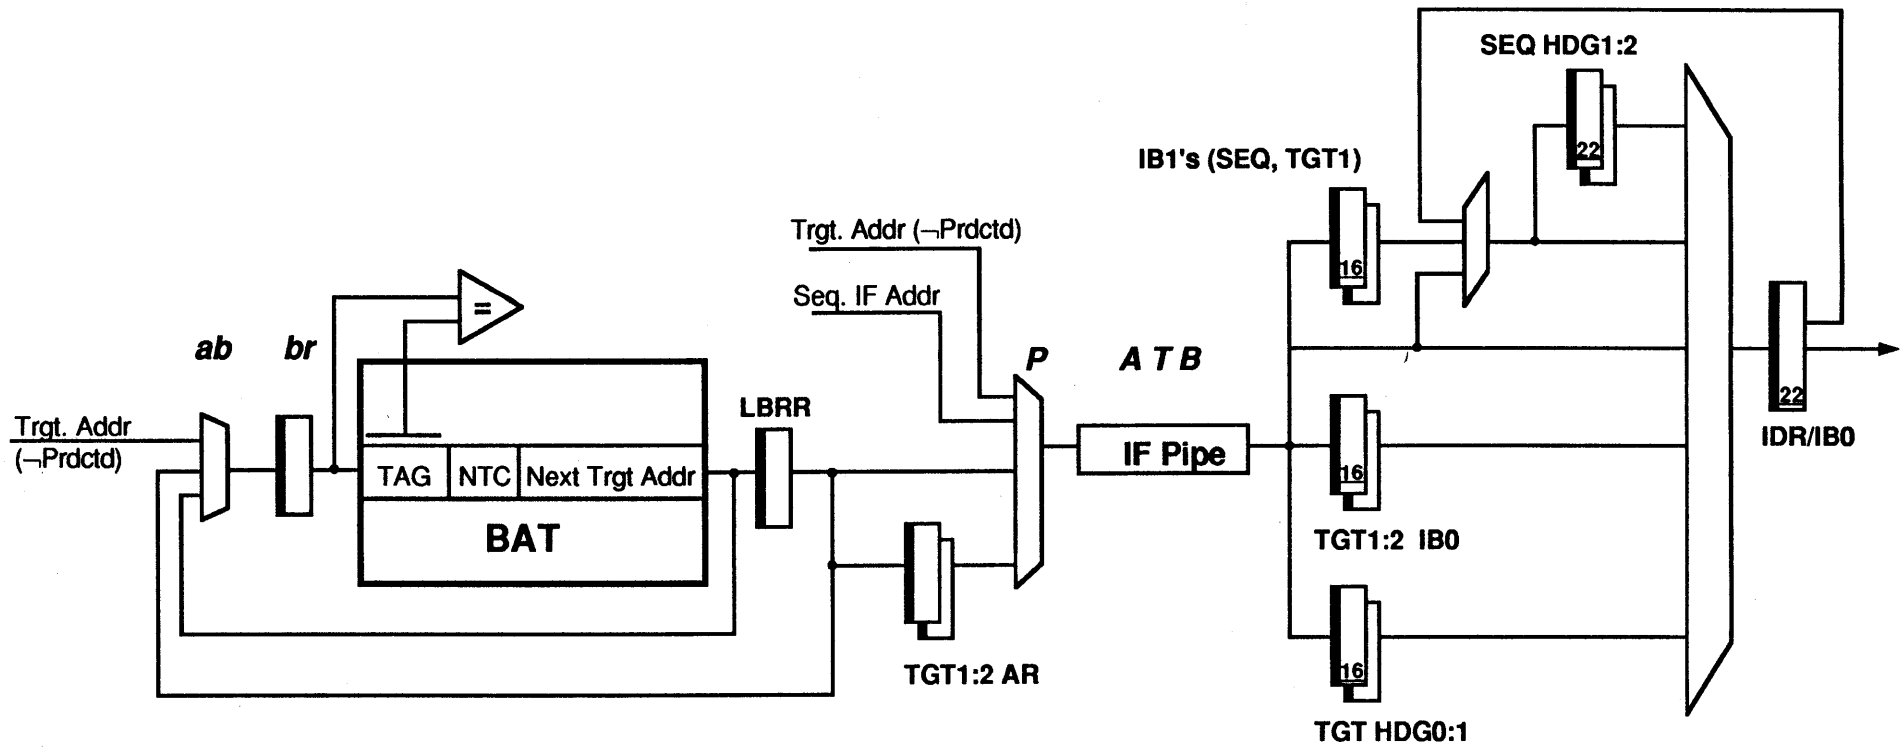 SEQ HDG1:2
22
IB1's (SEQ, TGT1)
16
Trgt. Addr (¬Prdctd)
Seq. IF Addr
=
ab
br
P
A T B
LBRR
Trgt. Addr
(¬Prdctd)
TAG
NTC
Next Trgt Addr
BAT
IF Pipe
22
IDR/IB0
16
TGT1:2 IB0
TGT1:2 AR
16
TGT HDG0:1